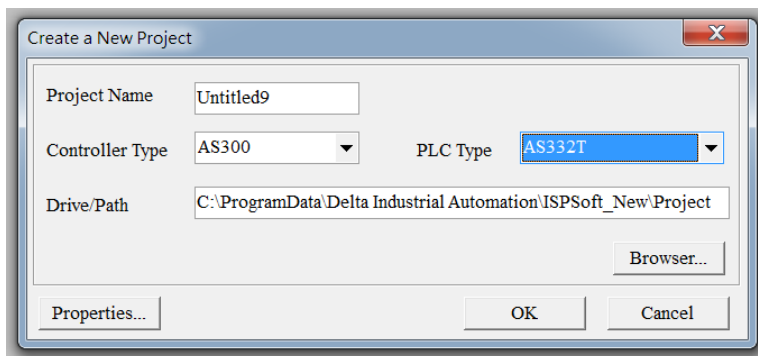 Create a New Project
Project Name Untitled9
Controller Type AS300 PLC Type AS332T
Drive/Path C:\ProgramData\Delta Industrial Automation\ISPSoft_New\Project
Browser...
Properties... OK Cancel